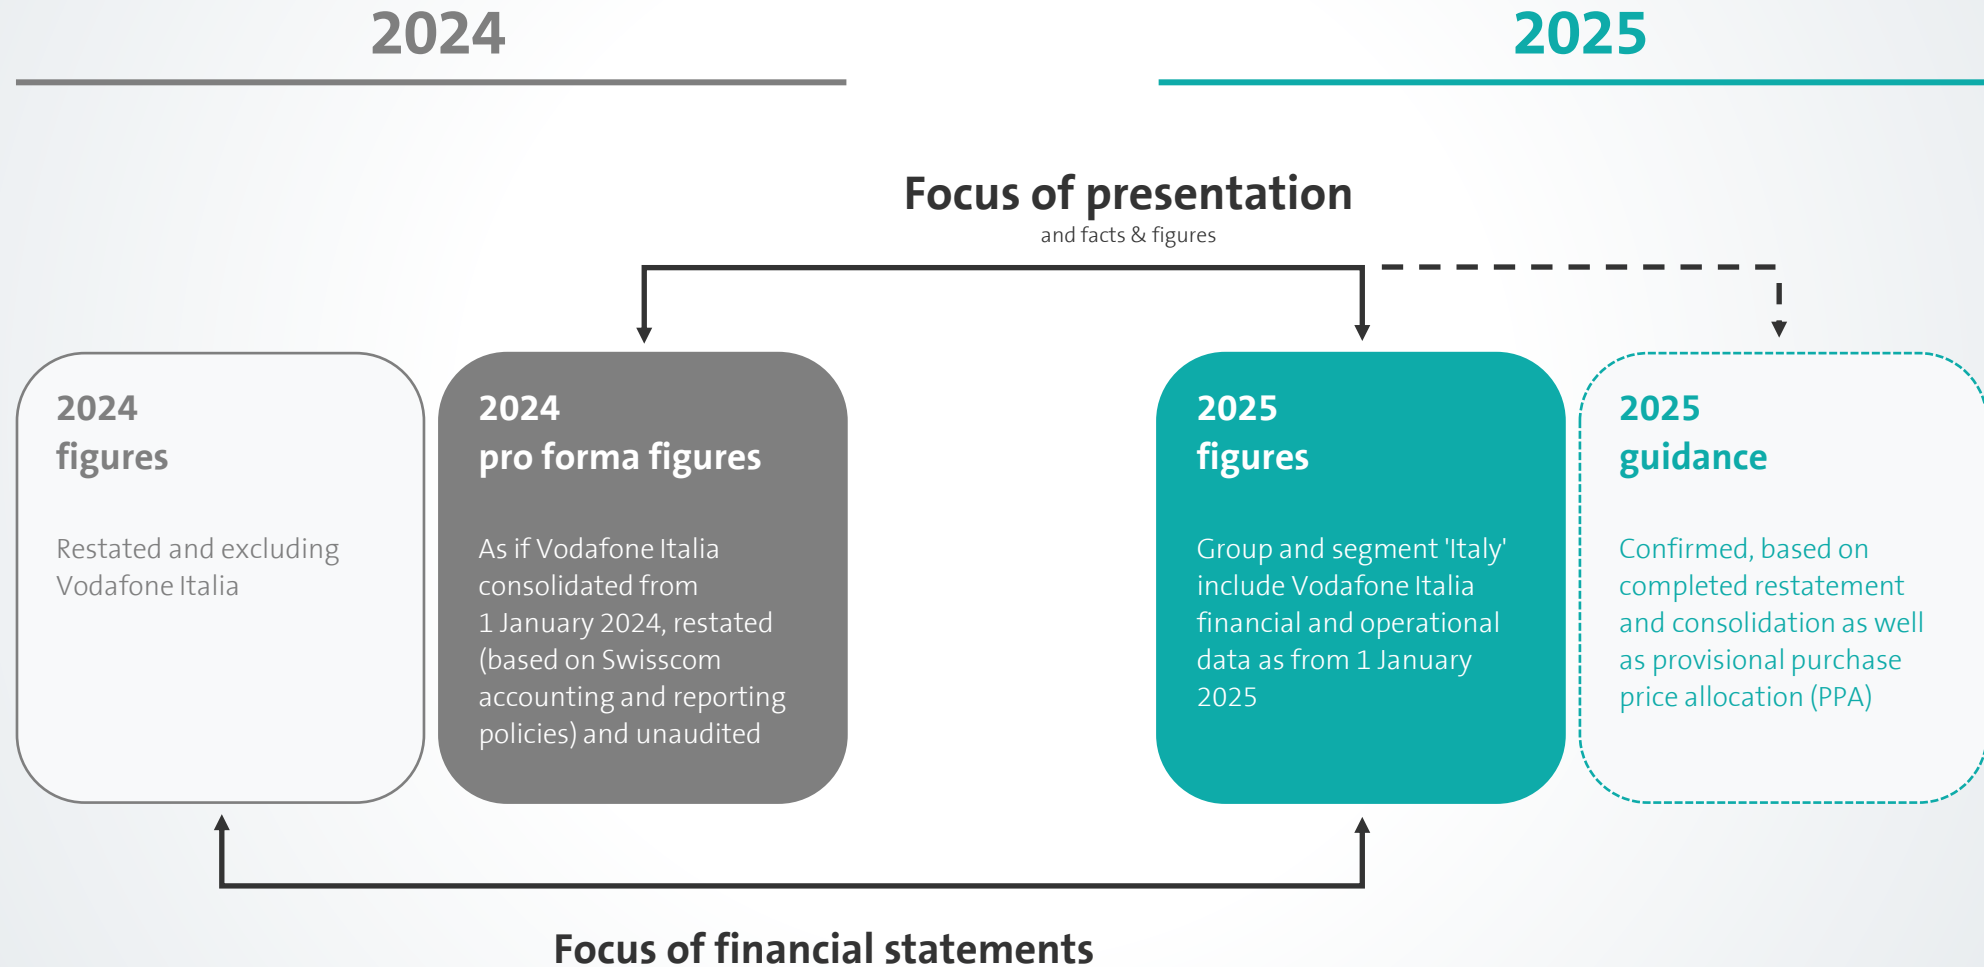 2024
2025
Focus of presentation
and facts & figures
2024
figures
Restated and excluding
Vodafone Italia
2024
pro forma figures
As if Vodafone Italia
consolidated from
1 January 2024, restated
(based on Swisscom
accounting and reporting
policies) and unaudited
2025
figures
Group and segment 'Italy'
include Vodafone Italia
financial and operational
data as from 1 January
2025
2025
guidance
Confirmed, based on
completed restatement
and consolidation as well
as provisional purchase
price allocation (PPA)
Focus of financial statements